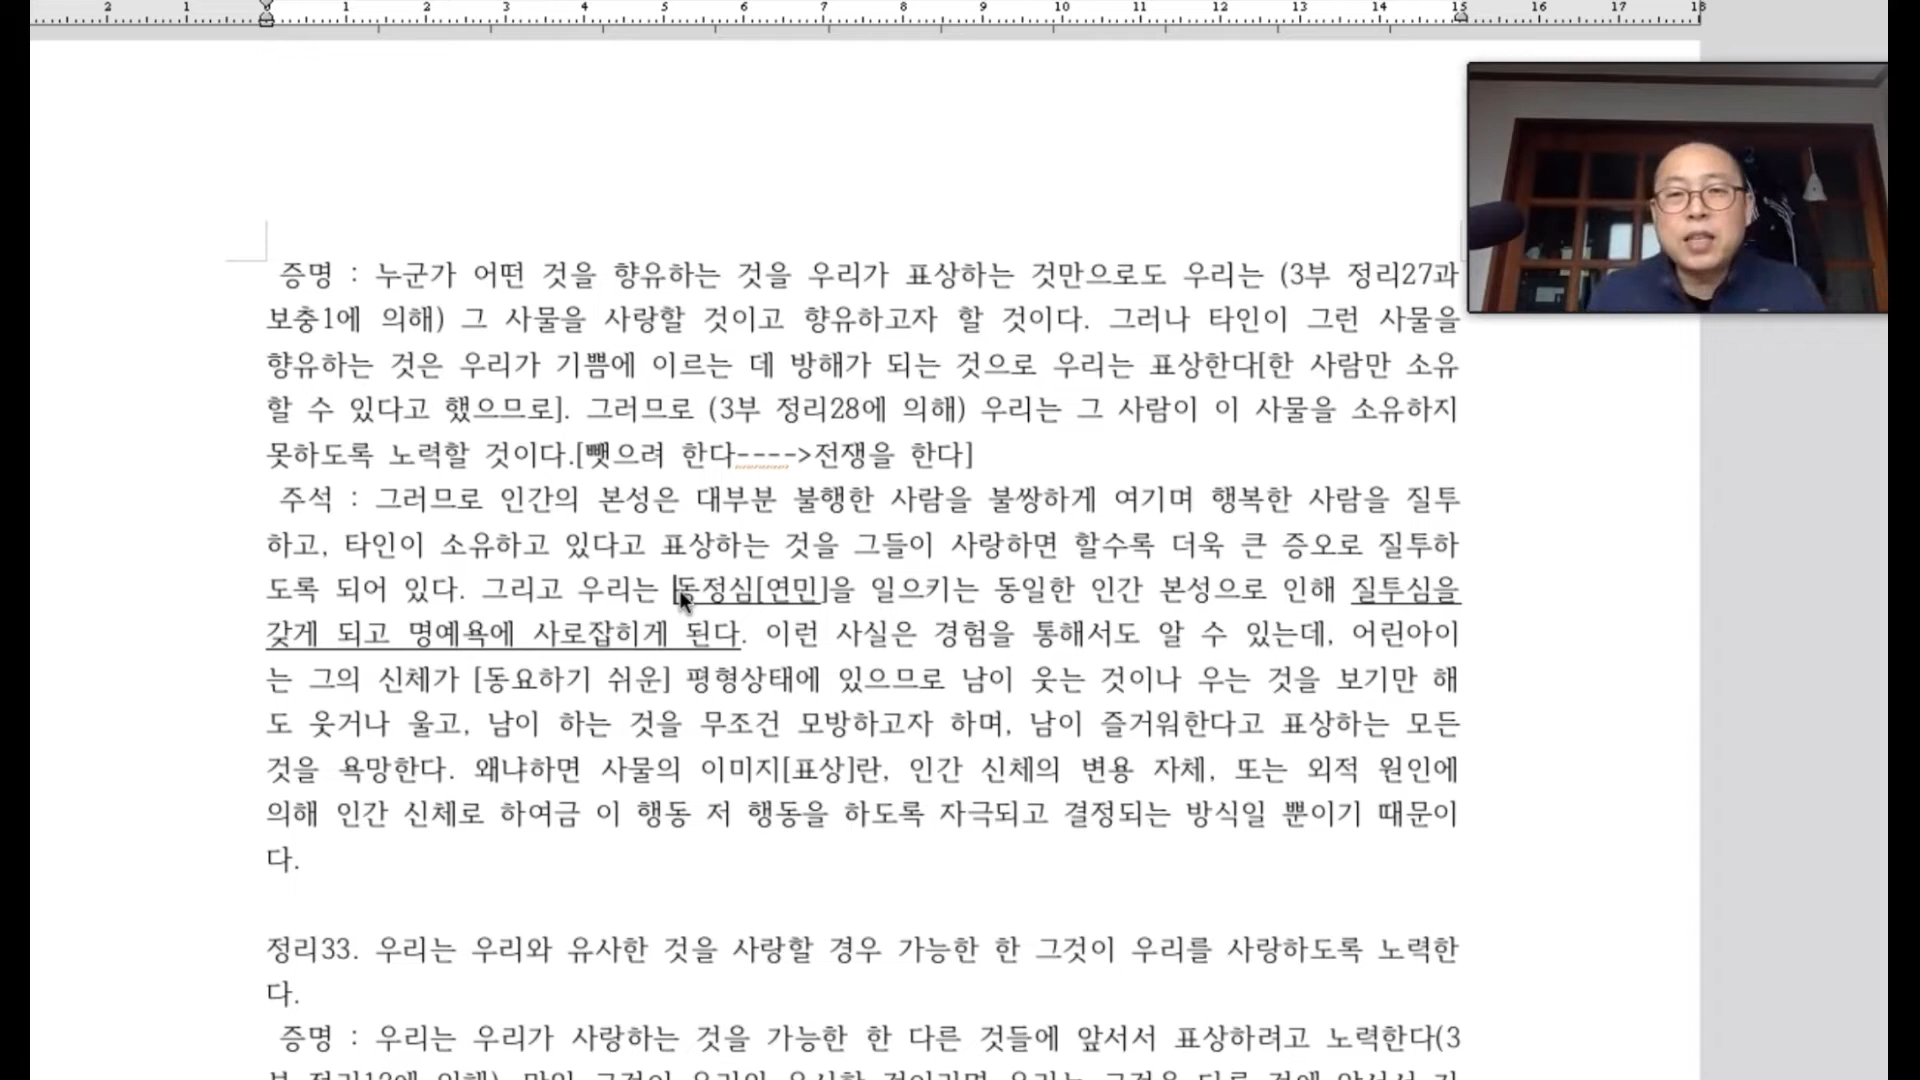 2 1 1 2 3 4 5 6 7 8 9 10 11 12 13 14 15 16 17 18
증명 : 누군가 어떤 것을 향유하는 것을 우리가 표상하는 것만으로도 우리는 (3부 정리27과
보충1에 의해) 그 사물을 사랑할 것이고 향유하고자 할 것이다. 그러나 타인이 그런 사물을
향유하는 것은 우리가 기쁨에 이르는 데 방해가 되는 것으로 우리는 표상한다[한 사람만 소유
할 수 있다고 했으므로]. 그러므로 (3부 정리28에 의해) 우리는 그 사람이 이 사물을 소유하지
못하도록 노력할 것이다.[뺏으려 한다---->전쟁을 한다]
주석 : 그러므로 인간의 본성은 대부분 불행한 사람을 불쌍하게 여기며 행복한 사람을 질투
하고, 타인이 소유하고 있다고 표상하는 것을 그들이 사랑하면 할수록 더욱 큰 증오로 질투하
도록 되어 있다. 그리고 우리는 동정심[연민]을 일으키는 동일한 인간 본성으로 인해 질투심을
갖게 되고 명예욕에 사로잡히게 된다. 이런 사실은 경험을 통해서도 알 수 있는데, 어린아이
는 그의 신체가 [동요하기 쉬운] 평형상태에 있으므로 남이 웃는 것이나 우는 것을 보기만 해
도 웃거나 울고, 남이 하는 것을 무조건 모방하고자 하며, 남이 즐거워한다고 표상하는 모든
것을 욕망한다. 왜냐하면 사물의 이미지[표상]란, 인간 신체의 변용 자체, 또는 외적 원인에
의해 인간 신체로 하여금 이 행동 저 행동을 하도록 자극되고 결정되는 방식일 뿐이기 때문이
다.
정리33. 우리는 우리와 유사한 것을 사랑할 경우 가능한 한 그것이 우리를 사랑하도록 노력한
다.
증명 : 우리는 우리가 사랑하는 것을 가능한 한 다른 것들에 앞서서 표상하려고 노력한다(3